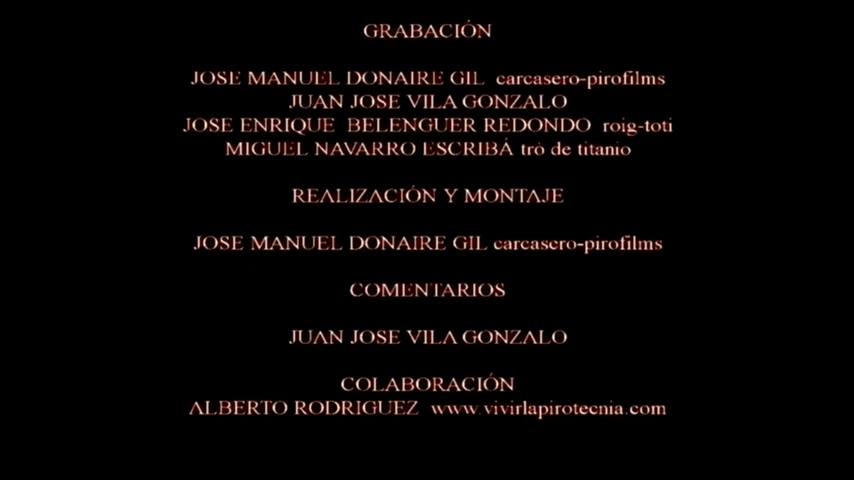 GRABACIÓN
JOSE MANUEL DONAIRE GIL carcasero-pirofilms
JUAN JOSE VILA GONZALO
JOSE ENRIQUE BELENGUER REDONDO roig-toti
MIGUEL NAVARRO ESCRIBÁ trò de titanio
REALIZACIÓN Y MONTAJE
JOSE MANUEL DONAIRE GIL carcasero-pirofilms
COMENTARIOS
JUAN JOSE VILA GONZALO
COLABORACIÓN
ALBERTO RODRIGUEZ www.vivirlapirotecnia.com